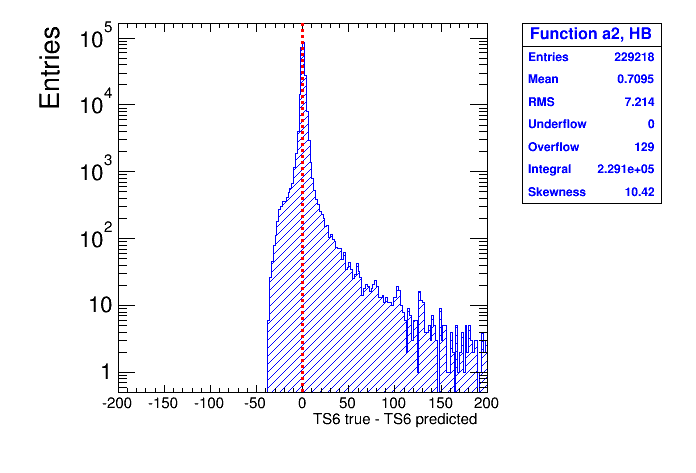 Function a2, HB
Entries 229218
Mean 0.7095
RMS 7.214
Underflow 0
Overflow 129
Integral 2.291e+05
Skewness 10.42
Entries
10^5
10^4
10^3
10^2
10
1
-200 -150 -100 -50 0 50 100 150 200
TS6 true - TS6 predicted